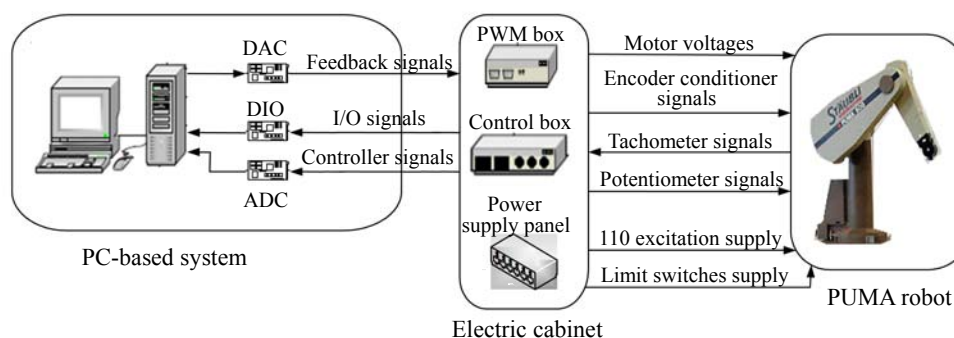 DAC
Feedback signals
DIO
I/O signals
Controller signals
ADC
PC-based system
PWM box
Control box
Power
supply panel
Electric cabinet
Motor voltages
Encoder conditioner
signals
Tachometer signals
Potentiometer signals
110 excitation supply
Limit switches supply
STAUBLI
PUMA robot